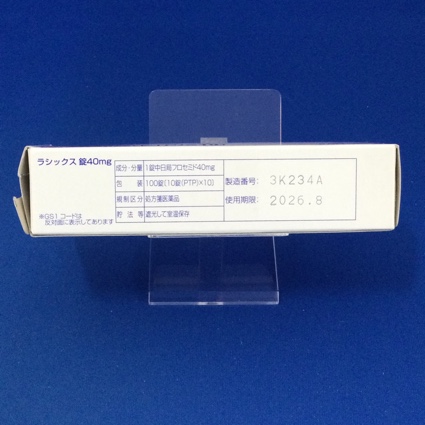 ラシックス 錠40mg
成分・分量 1錠中日局フロセミド40mg
包 装 100錠(10錠(PTP)×10)
規制区分 処方箋医薬品
貯 法 等 遮光して室温保存
※GS1コードは
反対面に表示してあります
製造番号: 3K234A
使用期限: 2026.8